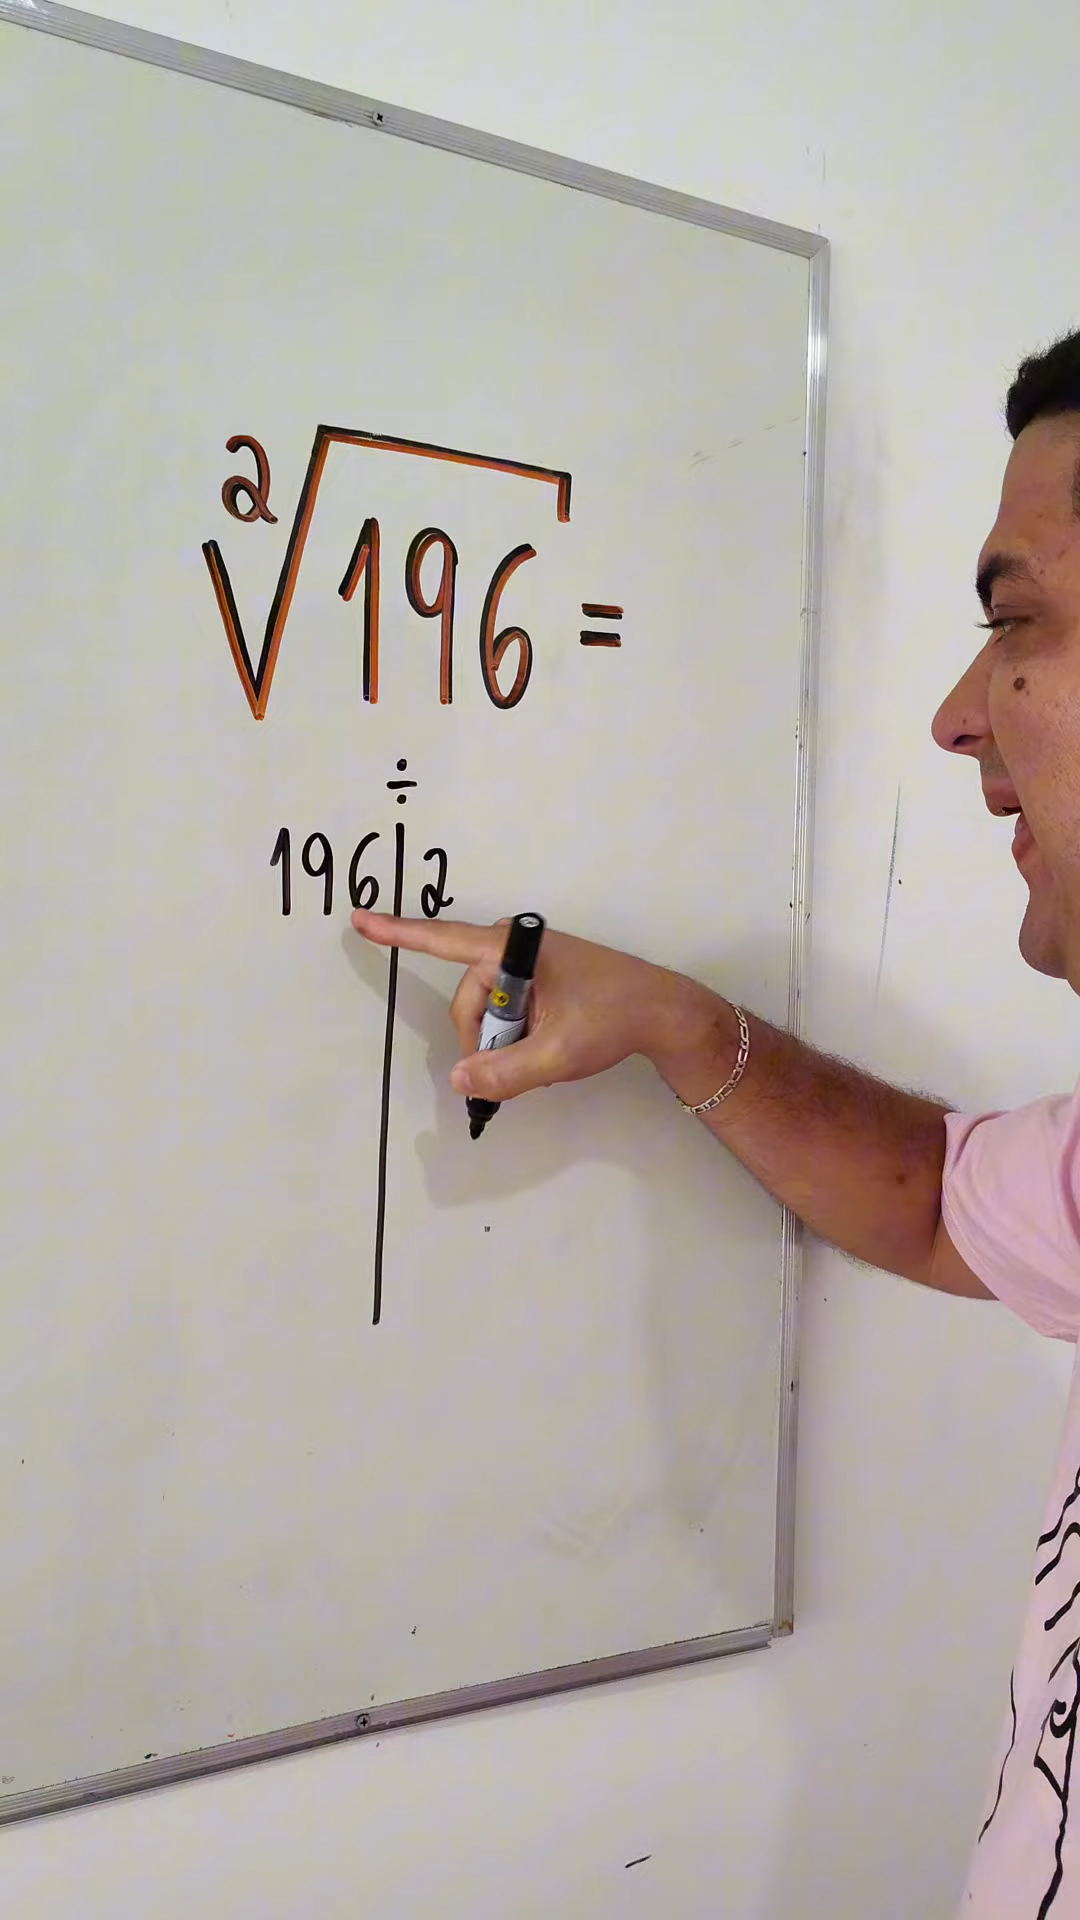 ²√196 =
÷
196|2